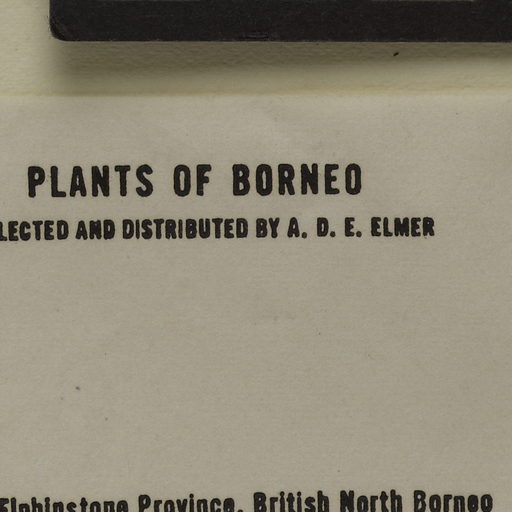 PLANTS OF BORNEO
LECTED AND DISTRIBUTED BY A. D. E. ELMER
Elphinstone Province, British North Borneo